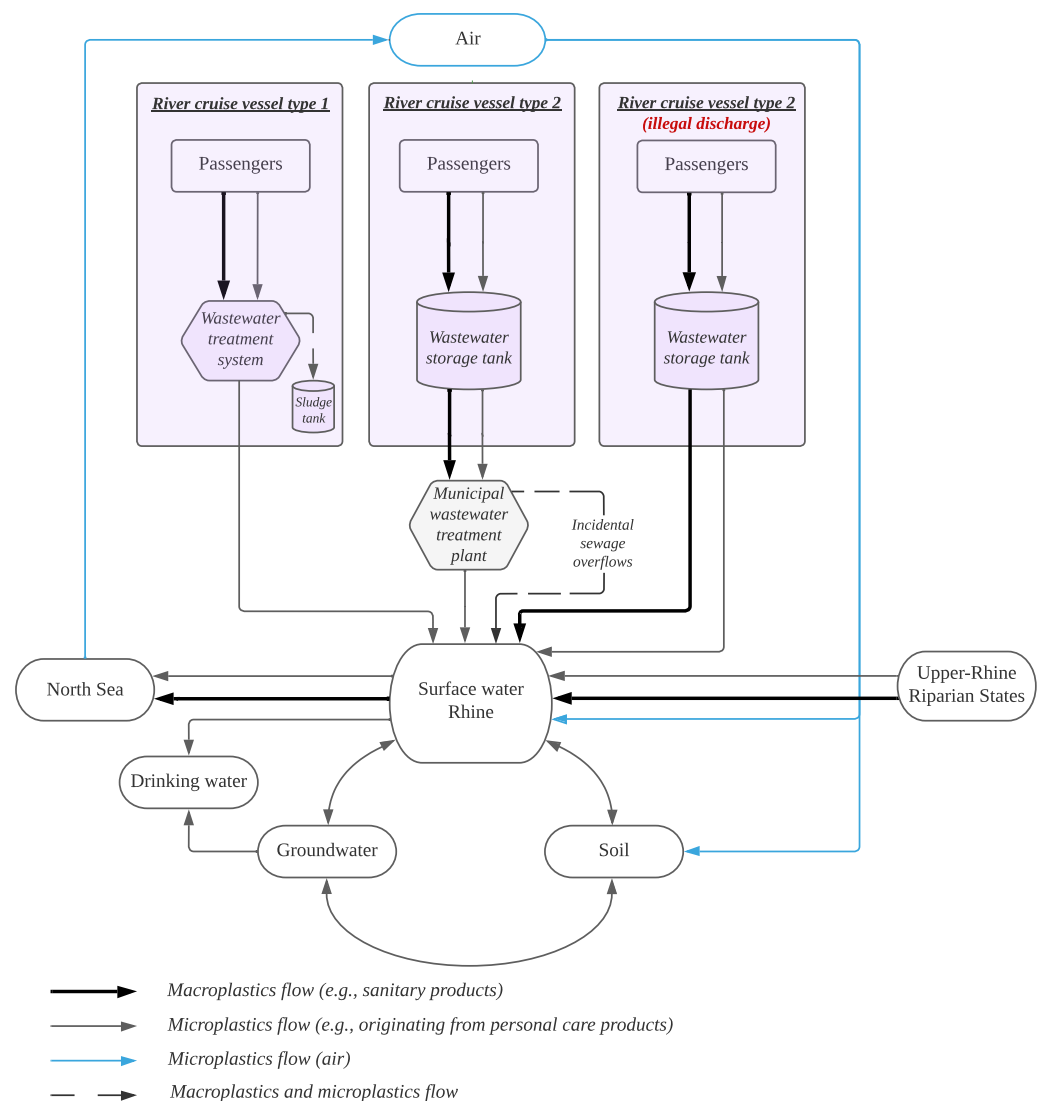 Air
River cruise vessel type 1
Passengers
Wastewater
treatment
system
Sludge
tank
River cruise vessel type 2
Passengers
Wastewater
storage tank
River cruise vessel type 2
(illegal discharge)
Passengers
Wastewater
storage tank
Municipal
wastewater
treatment
plant
Incidental
sewage
overflows
North Sea
Surface water
Rhine
Upper-Rhine
Riparian States
Drinking water
Groundwater
Soil
Macroplastics flow (e.g., sanitary products)
Microplastics flow (e.g., originating from personal care products)
Microplastics flow (air)
Macroplastics and microplastics flow